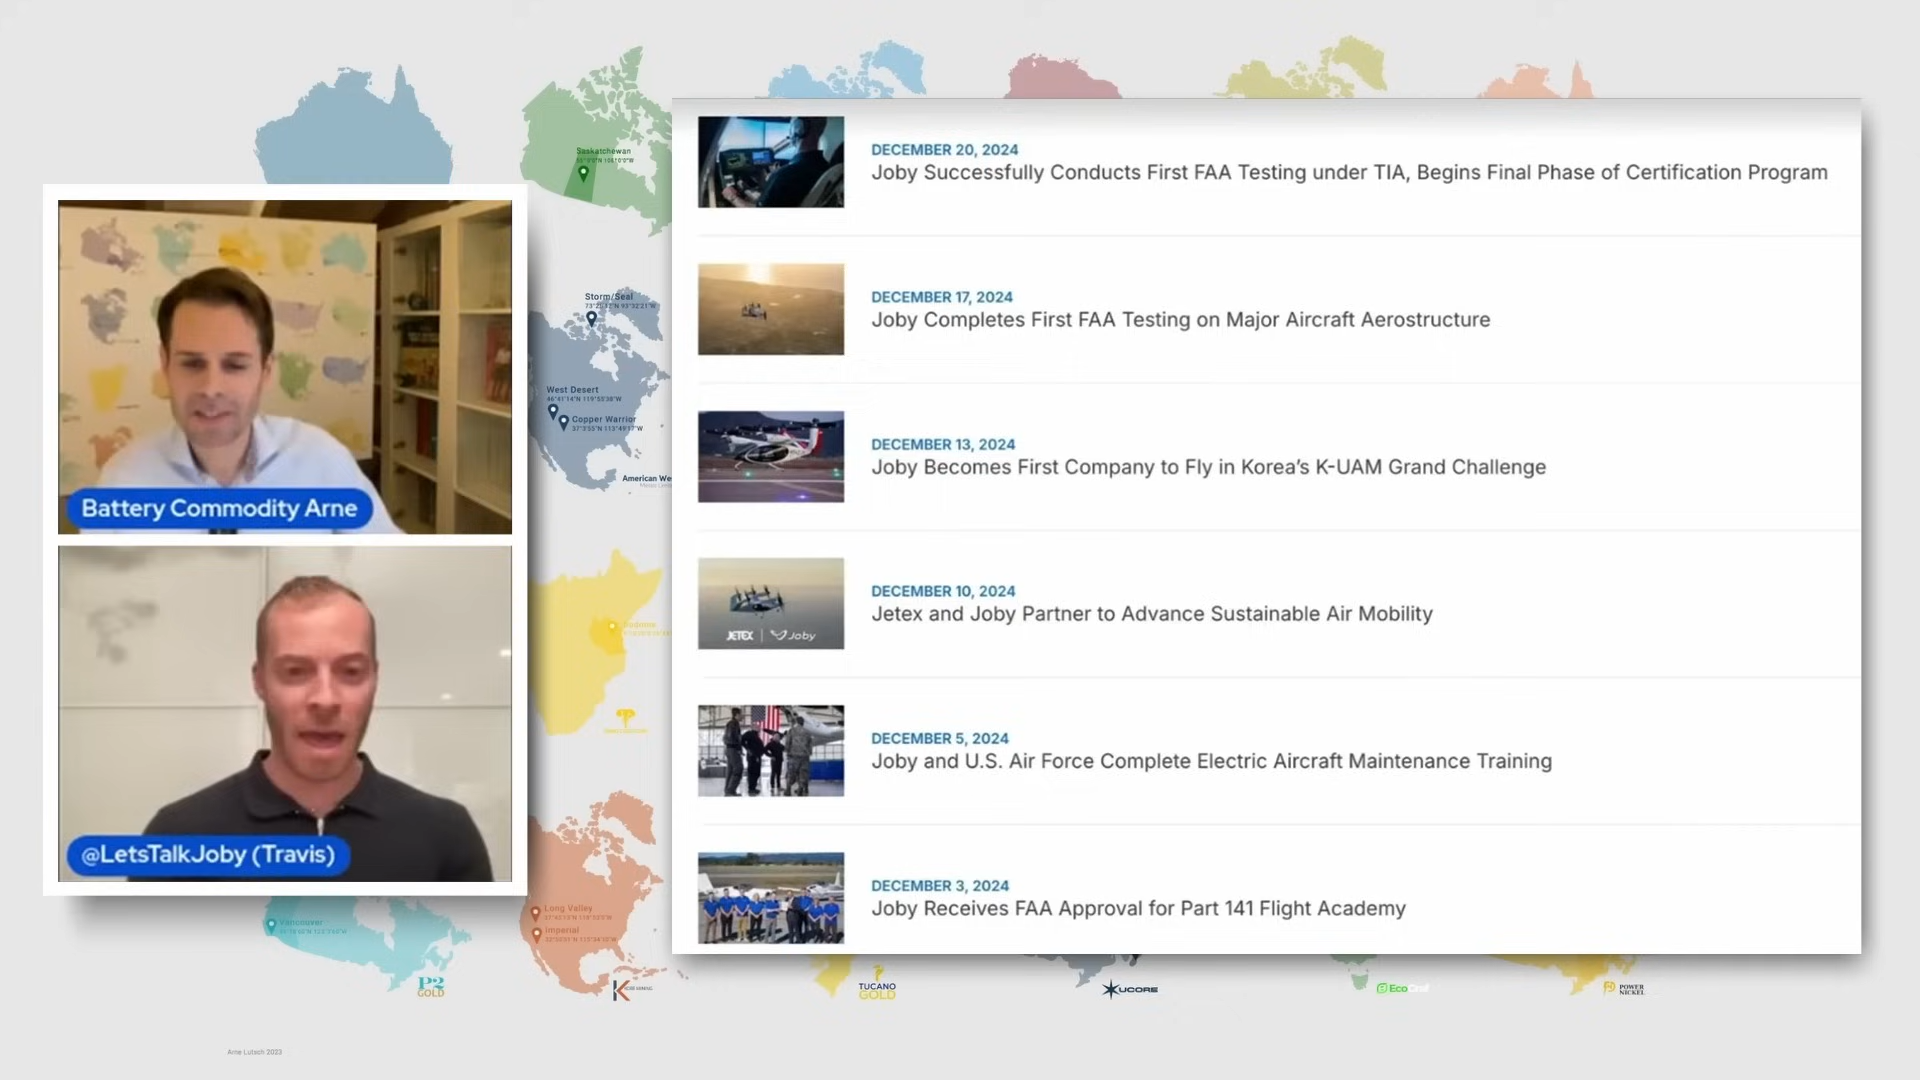 Saskatchewan
Storm/Seal
West Desert
Copper Warrior
American We
Battery Commodity Arne
@LetsTalkJoby (Travis)
DECEMBER 20, 2024
Joby Successfully Conducts First FAA Testing under TIA, Begins Final Phase of Certification Program
DECEMBER 17, 2024
Joby Completes First FAA Testing on Major Aircraft Aerostructure
DECEMBER 13, 2024
Joby Becomes First Company to Fly in Korea’s K-UAM Grand Challenge
DECEMBER 10, 2024
Jetex and Joby Partner to Advance Sustainable Air Mobility
JETEX | Joby
DECEMBER 5, 2024
Joby and U.S. Air Force Complete Electric Aircraft Maintenance Training
DECEMBER 3, 2024
Joby Receives FAA Approval for Part 141 Flight Academy
Vancouver
Long Valley
Imperial
P2
GOLD
TUCANO
GOLD
UCORE
POWER
NICKEL
Arne Lutsch 2023